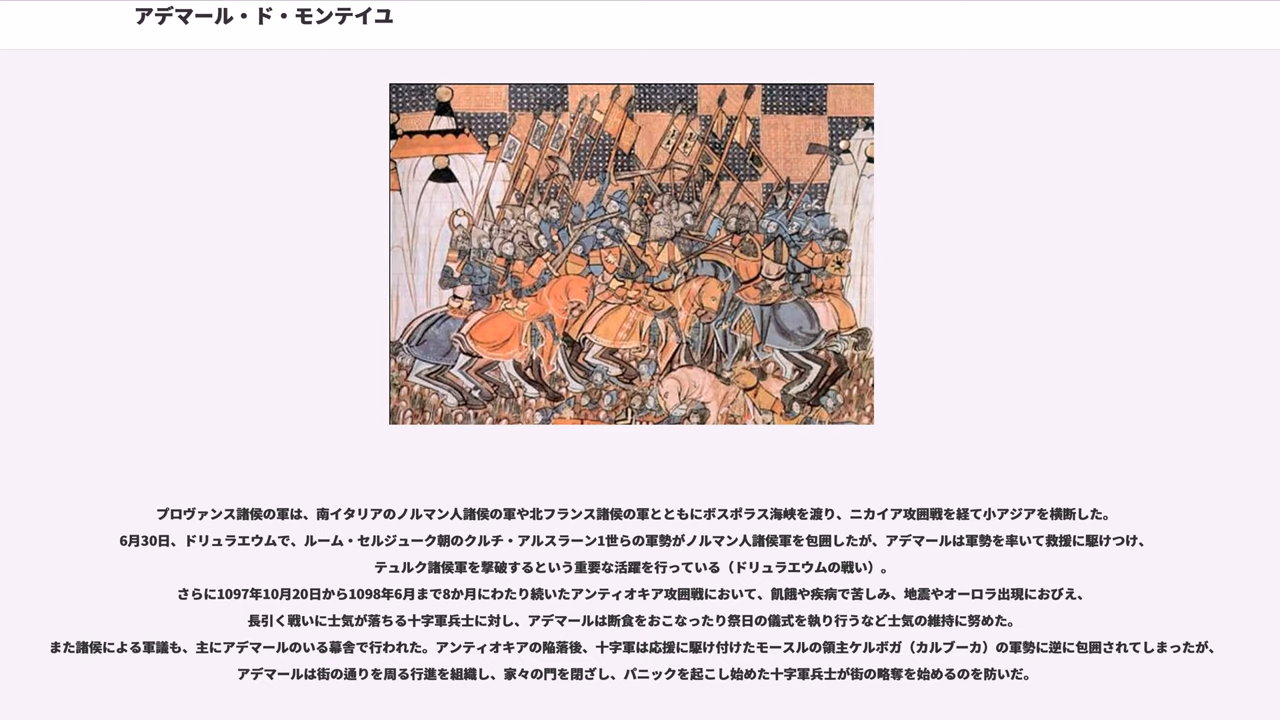 アデマール・ド・モンテイユ
プロヴァンス諸侯の軍は、南イタリアのノルマン人諸侯の軍や北フランス諸侯の軍とともにボスポラス海峡を渡り、ニカイア攻囲戦を経て小アジアを横断した。
6月30日、ドリュラエウムで、ルーム・セルジューク朝のクルチ・アルスラーン1世らの軍勢がノルマン人諸侯軍を包囲したが、アデマールは軍勢を率いて救援に駆けつけ、
テュルク諸侯軍を撃破するという重要な活躍を行っている（ドリュラエウムの戦い）。
さらに1097年10月20日から1098年6月まで8か月にわたり続いたアンティオキア攻囲戦において、飢餓や疾病で苦しみ、地震やオーロラ出現におびえ、
長引く戦いに士気が落ちる十字軍兵士に対し、アデマールは断食をおこなったり祭日の儀式を執り行うなど士気の維持に努めた。
また諸侯による軍議も、主にアデマールのいる幕舎で行われた。アンティオキアの陥落後、十字軍は応援に駆け付けたモースルの領主ケルボガ（カルブーカ）の軍勢に逆に包囲されてしまったが、
アデマールは街の通りを周る行進を組織し、家々の門を閉ざし、パニックを起こし始めた十字軍兵士が街の略奪を始めるのを防いだ。